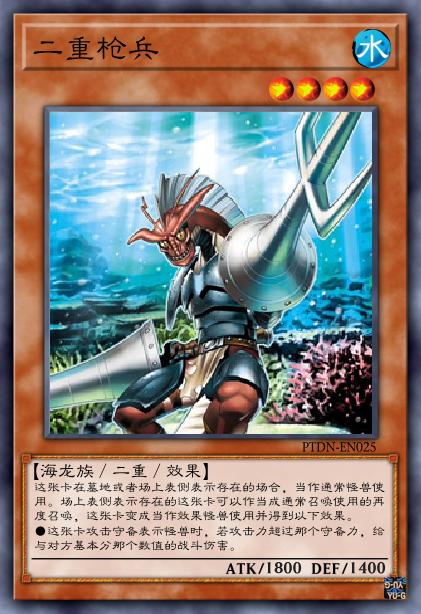 二重枪兵
水
PTDN-EN025
【海龙族／二重／效果】
这张卡在墓地或者场上表侧表示存在的场合，当作通常怪兽使
用。场上表侧表示存在的这张卡可以作当成通常召唤使用的再
度召唤，这张卡变成当作效果怪兽使用并得到以下效果。
●这张卡攻击守备表示怪兽时，若攻击力超过那个守备力，给
与对方基本分那个数值的战斗伤害。
ATK/1800 DEF/1400